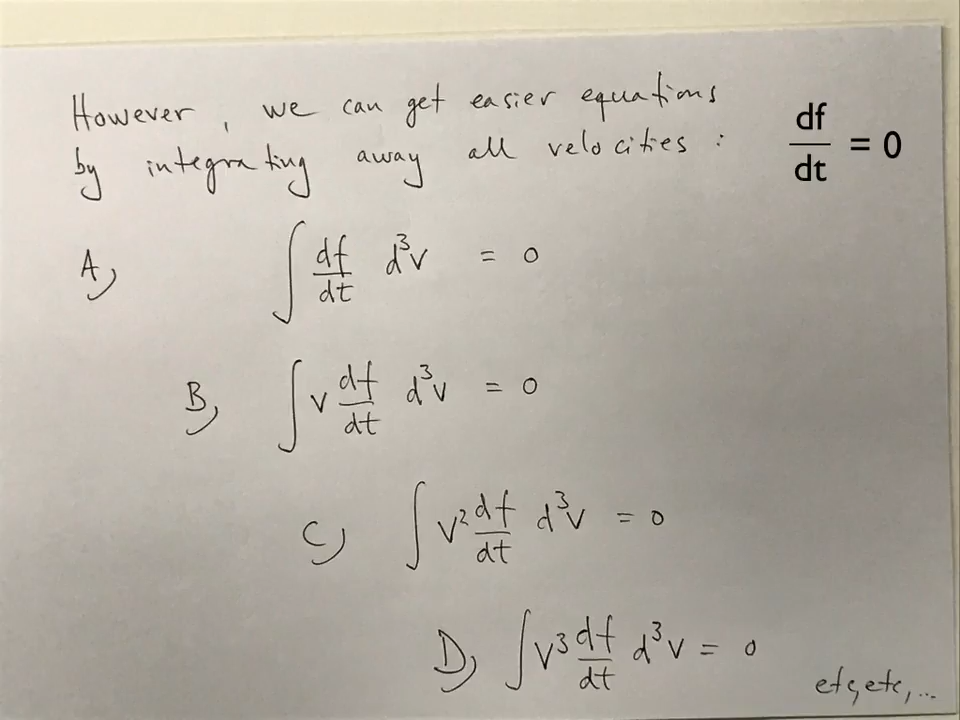 However, we can get easier equations
by integrating away all velocities :
df/dt = 0
A) ∫ df/dt d³v = 0
B) ∫ v df/dt d³v = 0
C) ∫ v² df/dt d³v = 0
D) ∫ v³ df/dt d³v = 0
etc, etc, ...